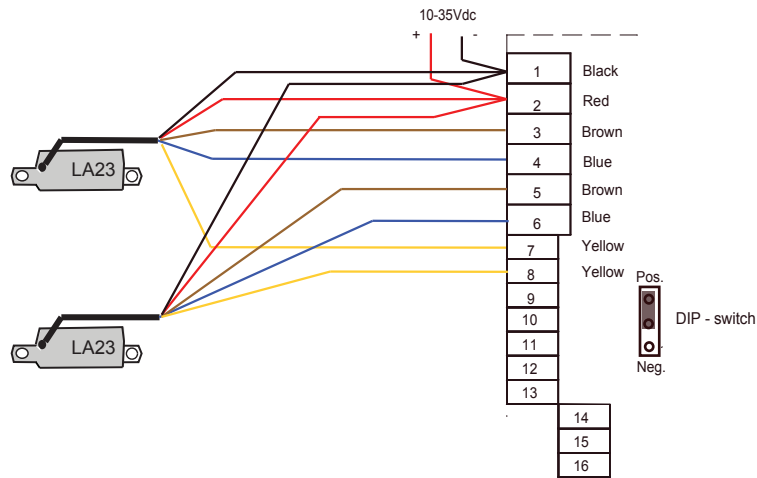 10-35Vdc
+ -
1 Black
2 Red
3 Brown
4 Blue
5 Brown
6 Blue
7 Yellow
8 Yellow
9
10
11
12
13
14
15
16
LA23
LA23
Pos.
DIP - switch
Neg.